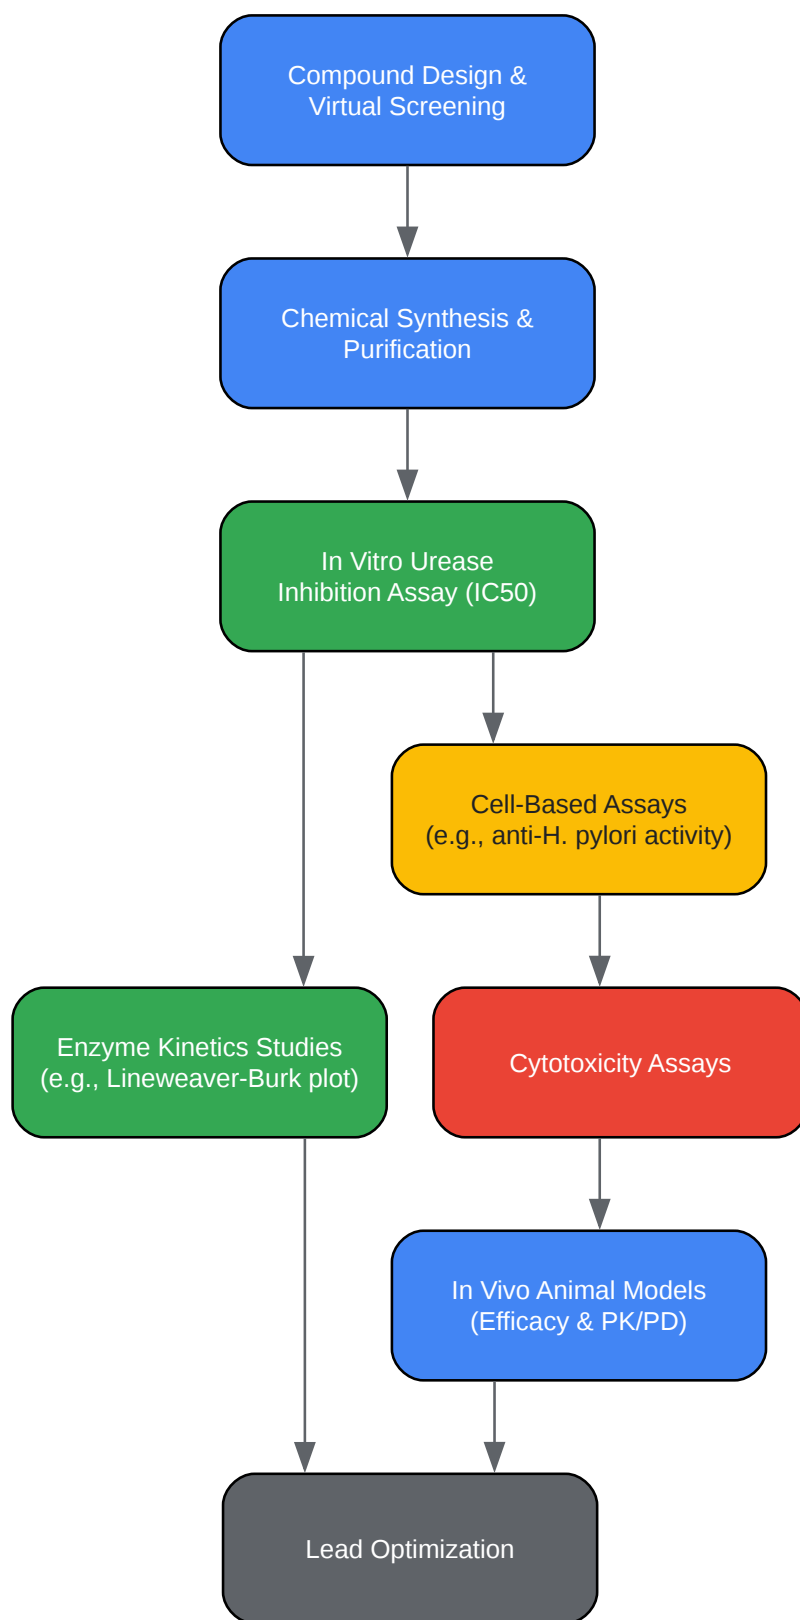 Compound Design &
Virtual Screening
Chemical Synthesis &
Purification
In Vitro Urease
Inhibition Assay (IC50)
Cell-Based Assays
(e.g., anti-H. pylori activity)
Enzyme Kinetics Studies
(e.g., Lineweaver-Burk plot)
Cytotoxicity Assays
In Vivo Animal Models
(Efficacy & PK/PD)
Lead Optimization